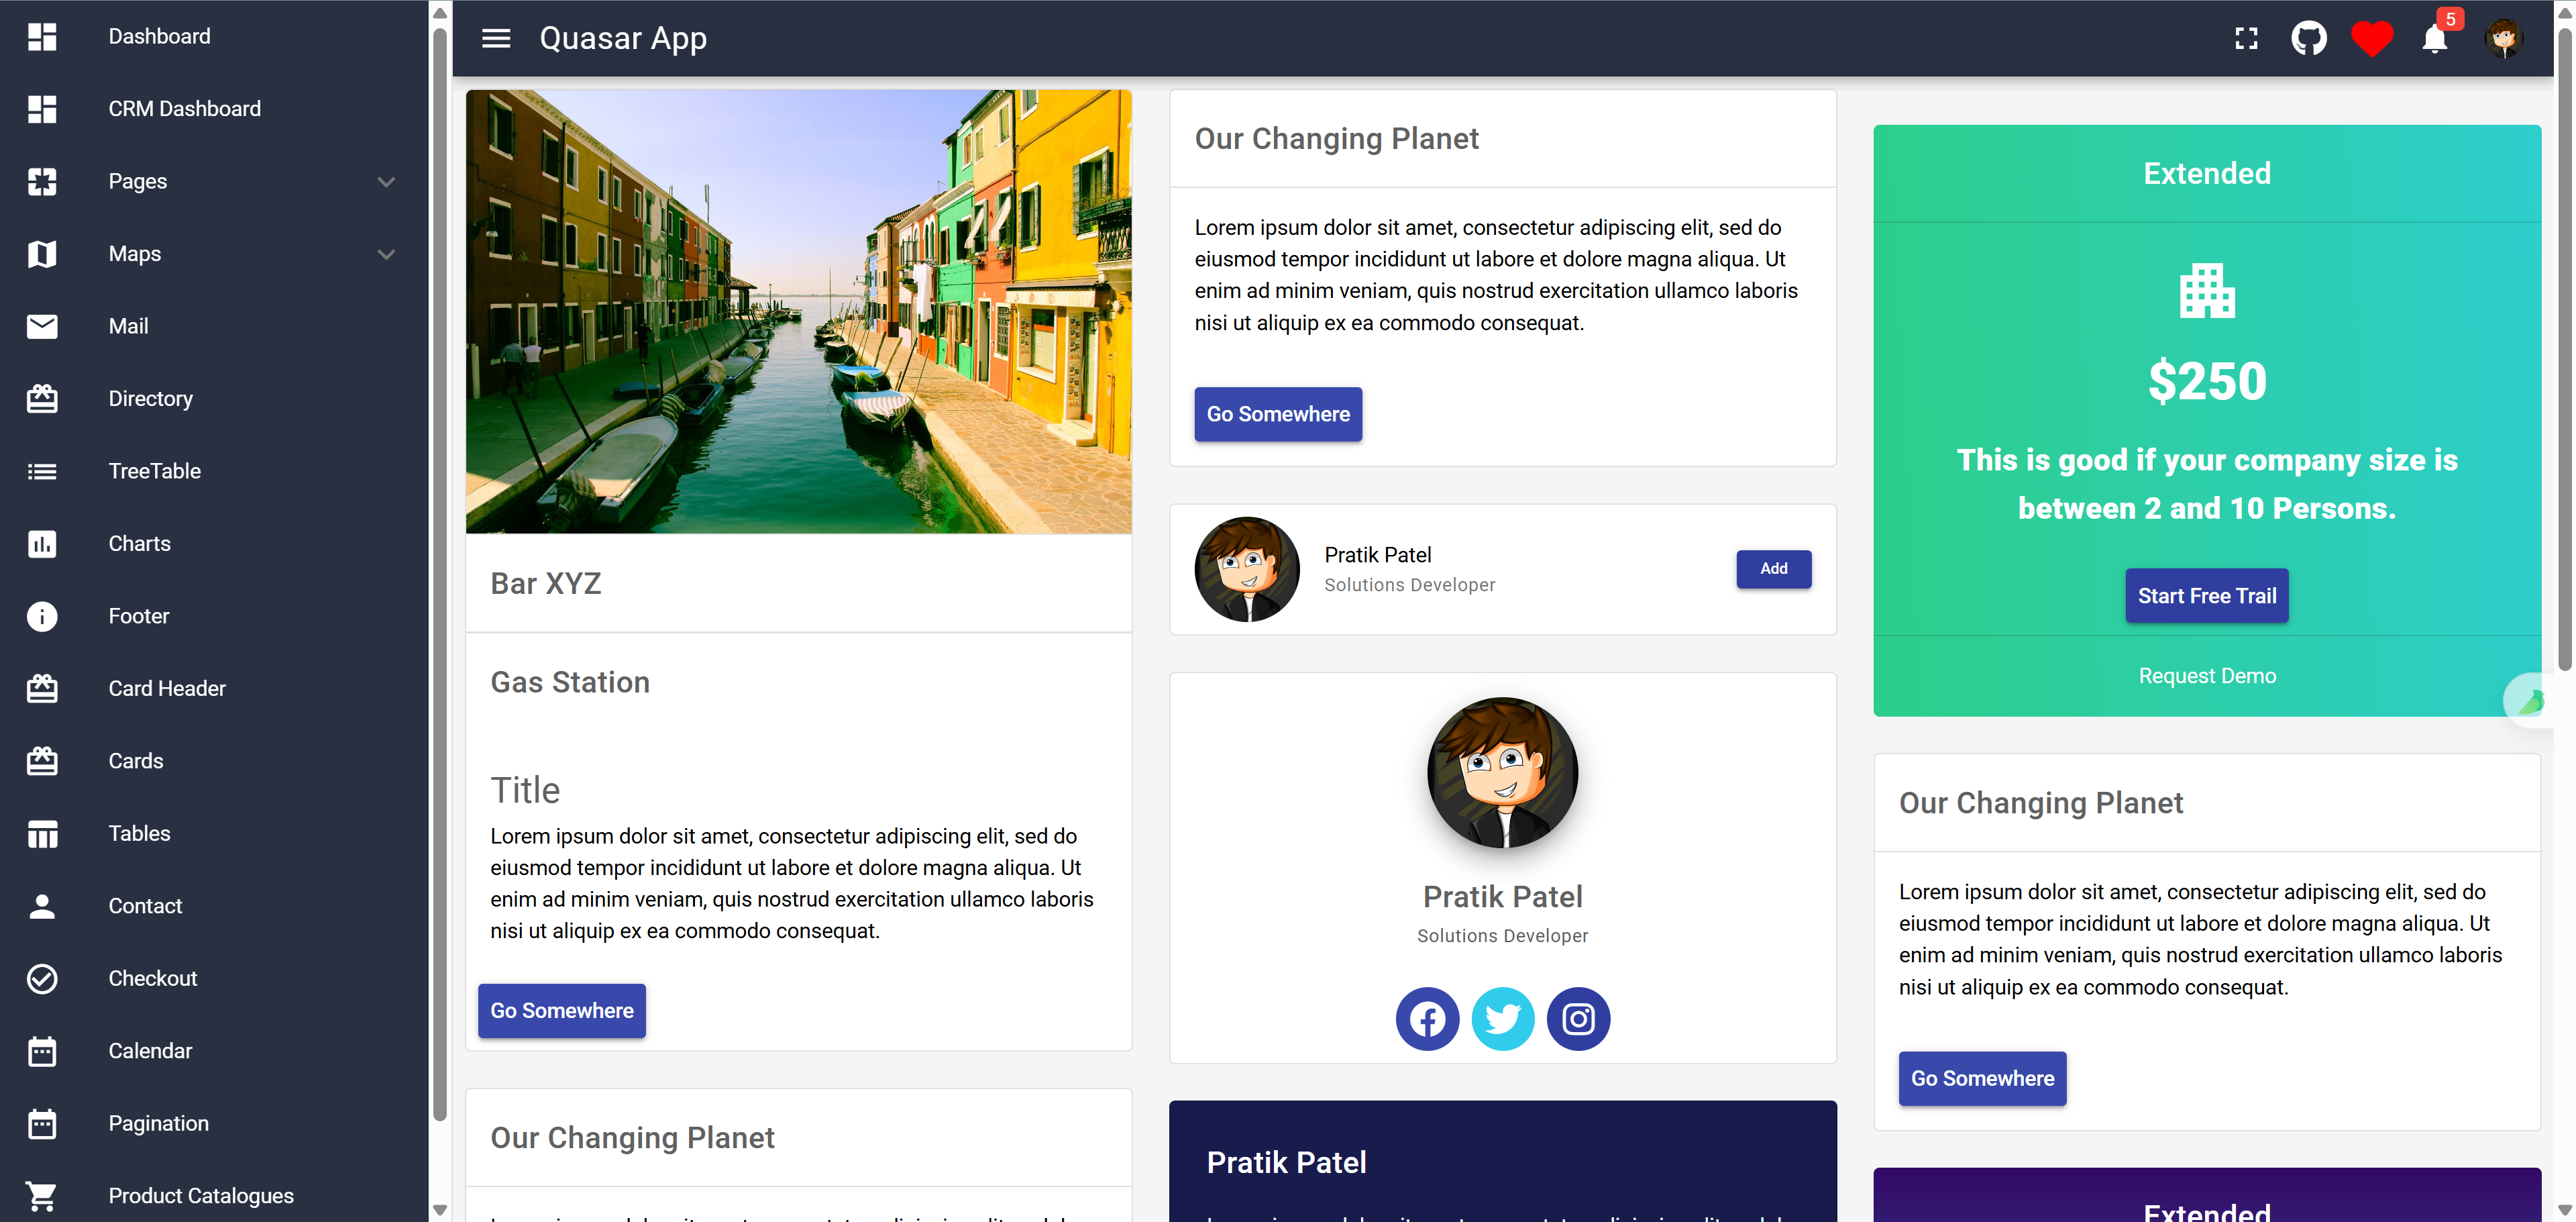 Dashboard
CRM Dashboard
Pages
Maps
Mail
Directory
TreeTable
Charts
Footer
Card Header
Cards
Tables
Contact
Checkout
Calendar
Pagination
Product Catalogues
Quasar App
5
Bar XYZ
Gas Station
Title
Lorem ipsum dolor sit amet, consectetur adipiscing elit, sed do
eiusmod tempor incididunt ut labore et dolore magna aliqua. Ut
enim ad minim veniam, quis nostrud exercitation ullamco laboris
nisi ut aliquip ex ea commodo consequat.
Go Somewhere
Our Changing Planet
Our Changing Planet
Lorem ipsum dolor sit amet, consectetur adipiscing elit, sed do
eiusmod tempor incididunt ut labore et dolore magna aliqua. Ut
enim ad minim veniam, quis nostrud exercitation ullamco laboris
nisi ut aliquip ex ea commodo consequat.
Go Somewhere
Pratik Patel
Solutions Developer
Add
Pratik Patel
Solutions Developer
Pratik Patel
Extended
$250
This is good if your company size is
between 2 and 10 Persons.
Start Free Trail
Request Demo
Our Changing Planet
Lorem ipsum dolor sit amet, consectetur adipiscing elit, sed do
eiusmod tempor incididunt ut labore et dolore magna aliqua. Ut
enim ad minim veniam, quis nostrud exercitation ullamco laboris
nisi ut aliquip ex ea commodo consequat.
Go Somewhere
Extended